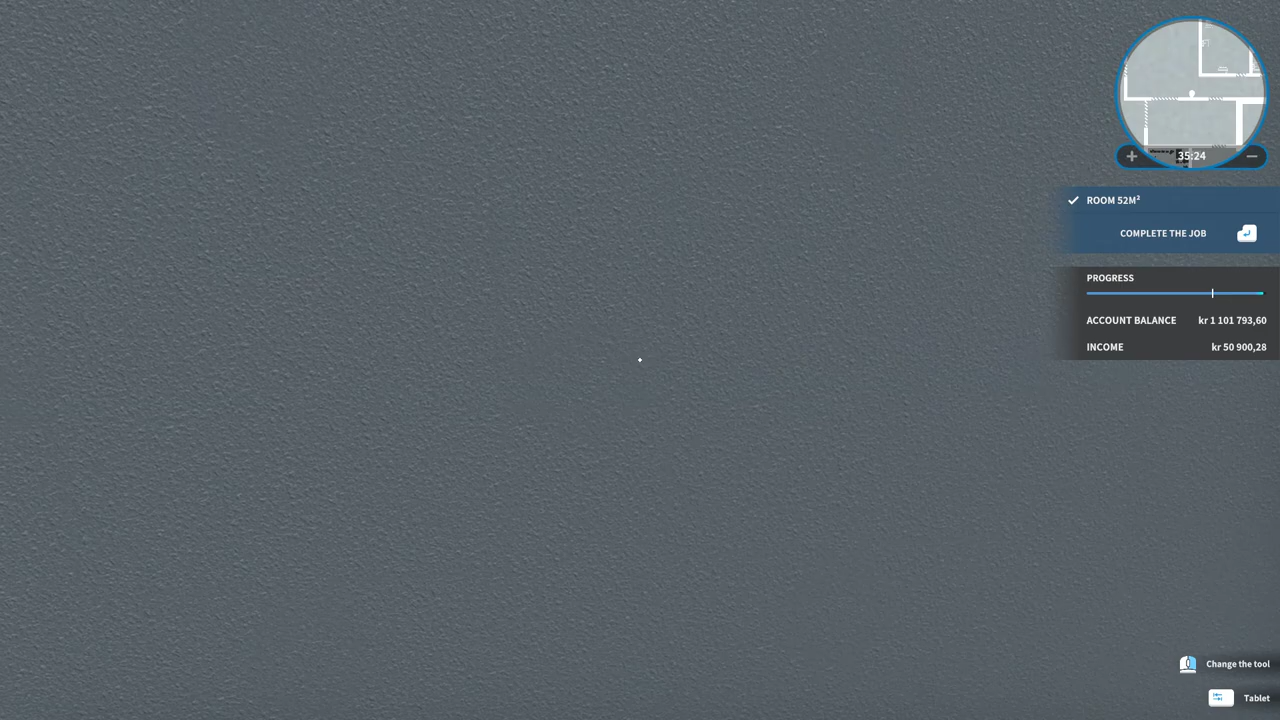 35:24
ROOM 52M²
COMPLETE THE JOB
PROGRESS
ACCOUNT BALANCE kr 1 101 793,60
INCOME kr 50 900,28
Change the tool
Tablet